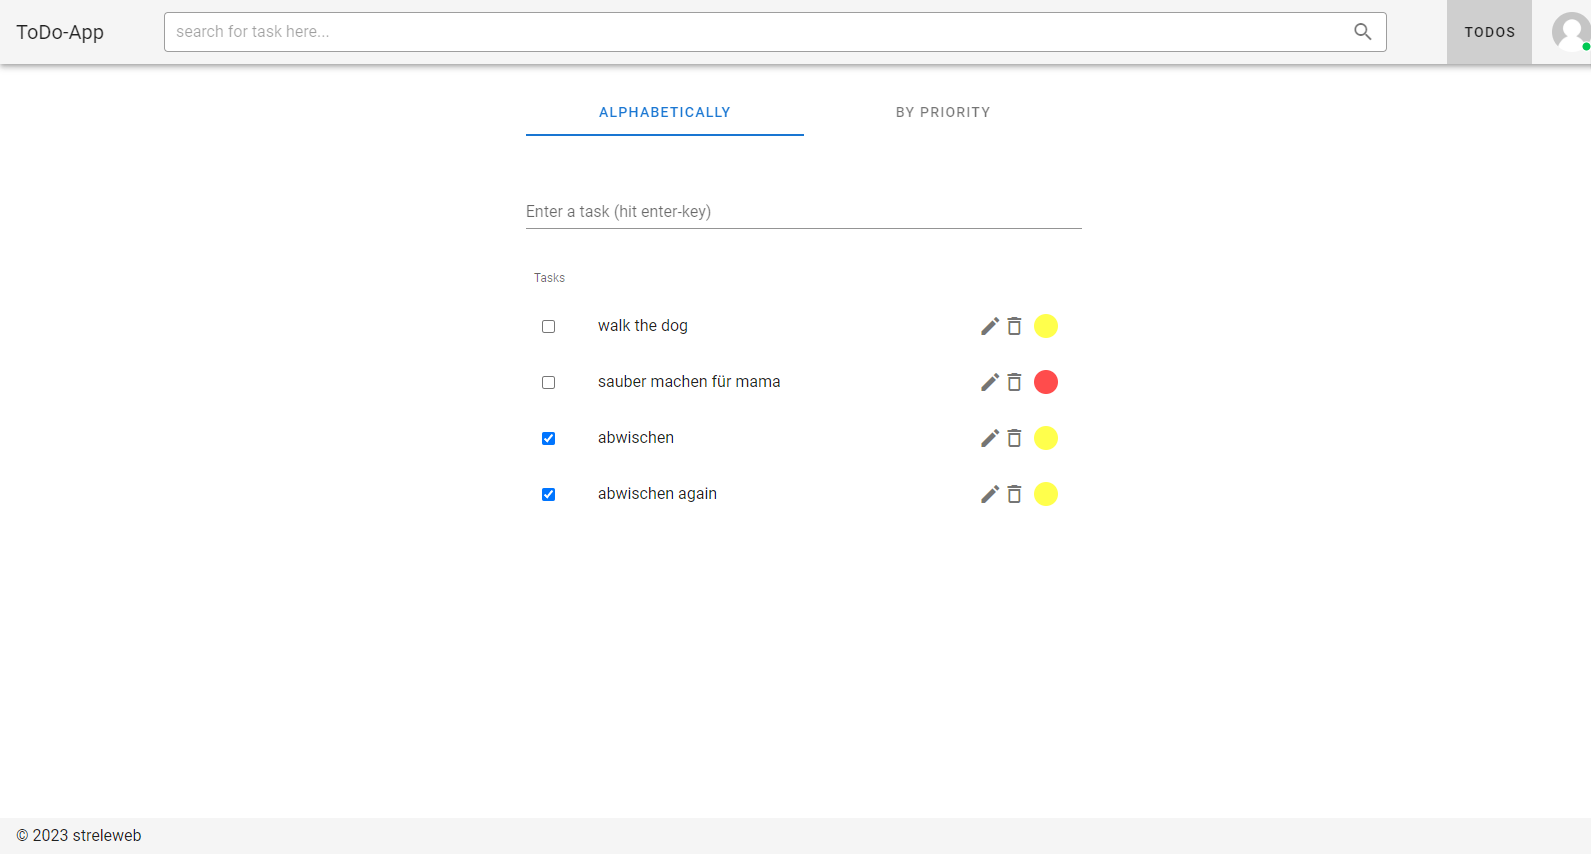 ToDo-App
search for task here...
TODOS
ALPHABETICALLY
BY PRIORITY
Enter a task (hit enter-key)
Tasks
walk the dog
sauber machen für mama
abwischen
abwischen again
© 2023 streleweb